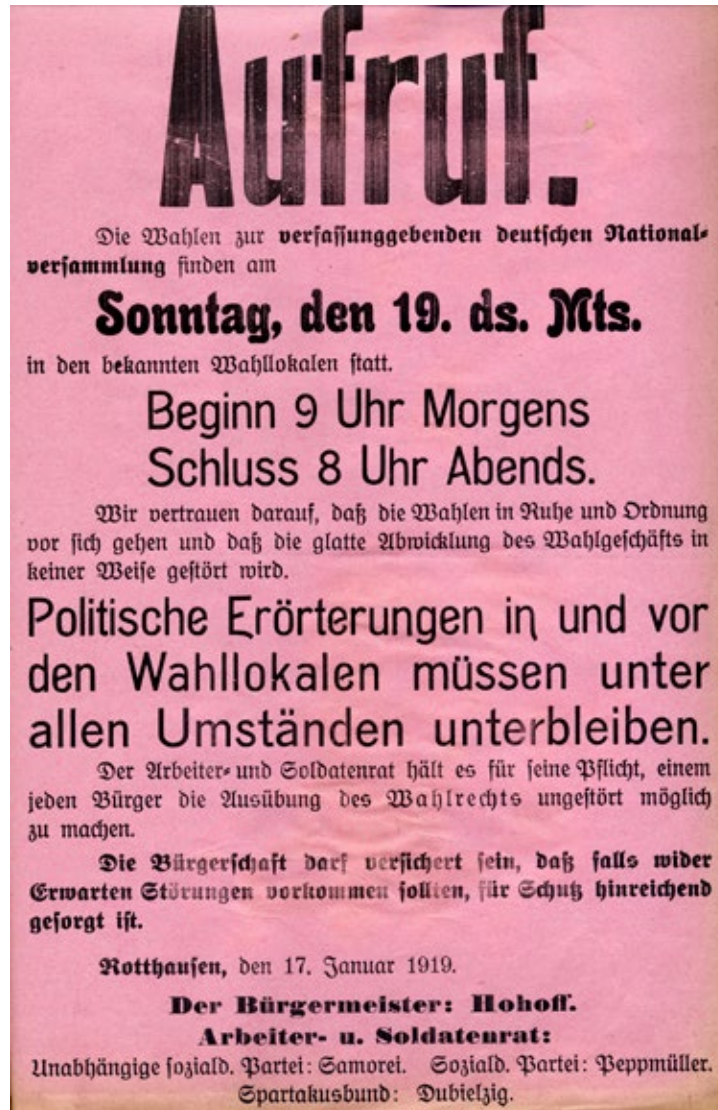 Aufruf.
Die Wahlen zur verfassunggebenden deutschen National-
versammlung finden am
Sonntag, den 19. ds. Mts.
in den bekannten Wahllokalen statt.
Beginn 9 Uhr Morgens
Schluss 8 Uhr Abends.
Wir vertrauen darauf, daß die Wahlen in Ruhe und Ordnung
vor sich gehen und daß die glatte Abwicklung des Wahlgeschäfts in
keiner Weise gestört wird.
Politische Erörterungen in und vor
den Wahllokalen müssen unter
allen Umständen unterbleiben.
Der Arbeiter- und Soldatenrat hält es für seine Pflicht, einem
jeden Bürger die Ausübung des Wahlrechts ungestört möglich
zu machen.
Die Bürgerschaft darf versichert sein, daß falls wider
Erwarten Störungen vorkommen sollten, für Schutz hinreichend
gesorgt ist.
Rotthausen, den 17. Januar 1919.
Der Bürgermeister: Hohoff.
Arbeiter- u. Soldatenrat:
Unabhängige soziald. Partei: Samorei. Soziald. Partei: Peppmüller.
Spartakusbund: Dubielzig.